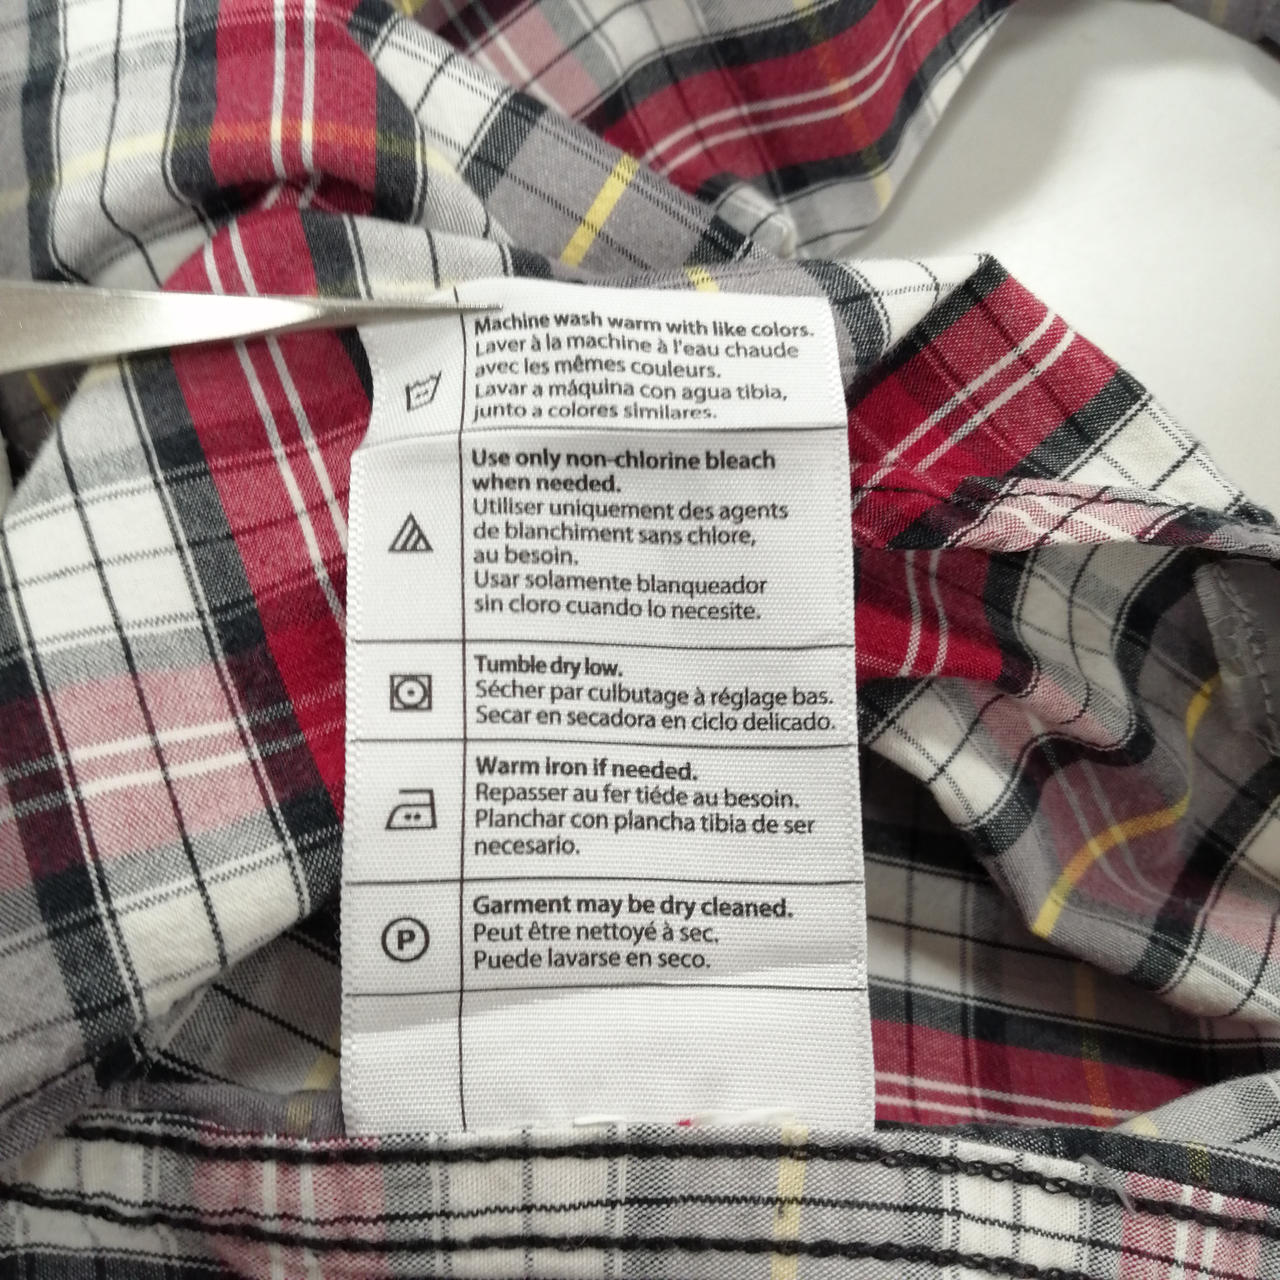 Machine wash warm with like colors.
Laver à la machine à l'eau chaude
avec les mêmes couleurs.
Lavar a máquina con agua tibia,
junto a colores similares.
Use only non-chlorine bleach
when needed.
Utiliser uniquement des agents
de blanchiment sans chlore,
au besoin.
Usar solamente blanqueador
sin cloro cuando lo necesite.
Tumble dry low.
Sécher par culbutage à réglage bas.
Secar en secadora en ciclo delicado.
Warm iron if needed.
Repasser au fer tiéde au besoin.
Planchar con plancha tibia de ser
necesario.
P
Garment may be dry cleaned.
Peut être nettoyé à sec.
Puede lavarse en seco.